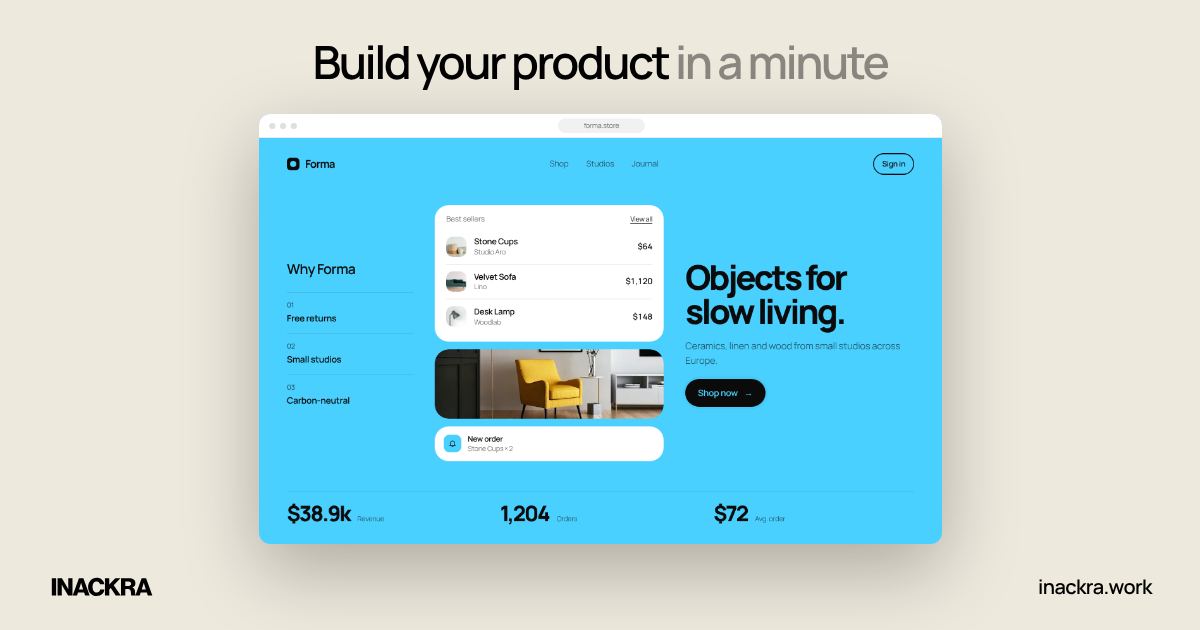 Build your product in a minute
forma.store
Forma
Shop Studios Journal
Sign in
Why Forma
01
Free returns
02
Small studios
03
Carbon-neutral
Best sellers View all
Stone Cups
Studio Aro
$64
Velvet Sofa
Lino
$1,120
Desk Lamp
Woodlab
$148
New order
Stone Cups × 2
Objects for
slow living.
Ceramics, linen and wood from small studios across
Europe.
Shop now →
$38.9k Revenue
1,204 Orders
$72 Avg. order
INACKRA
inackra.work